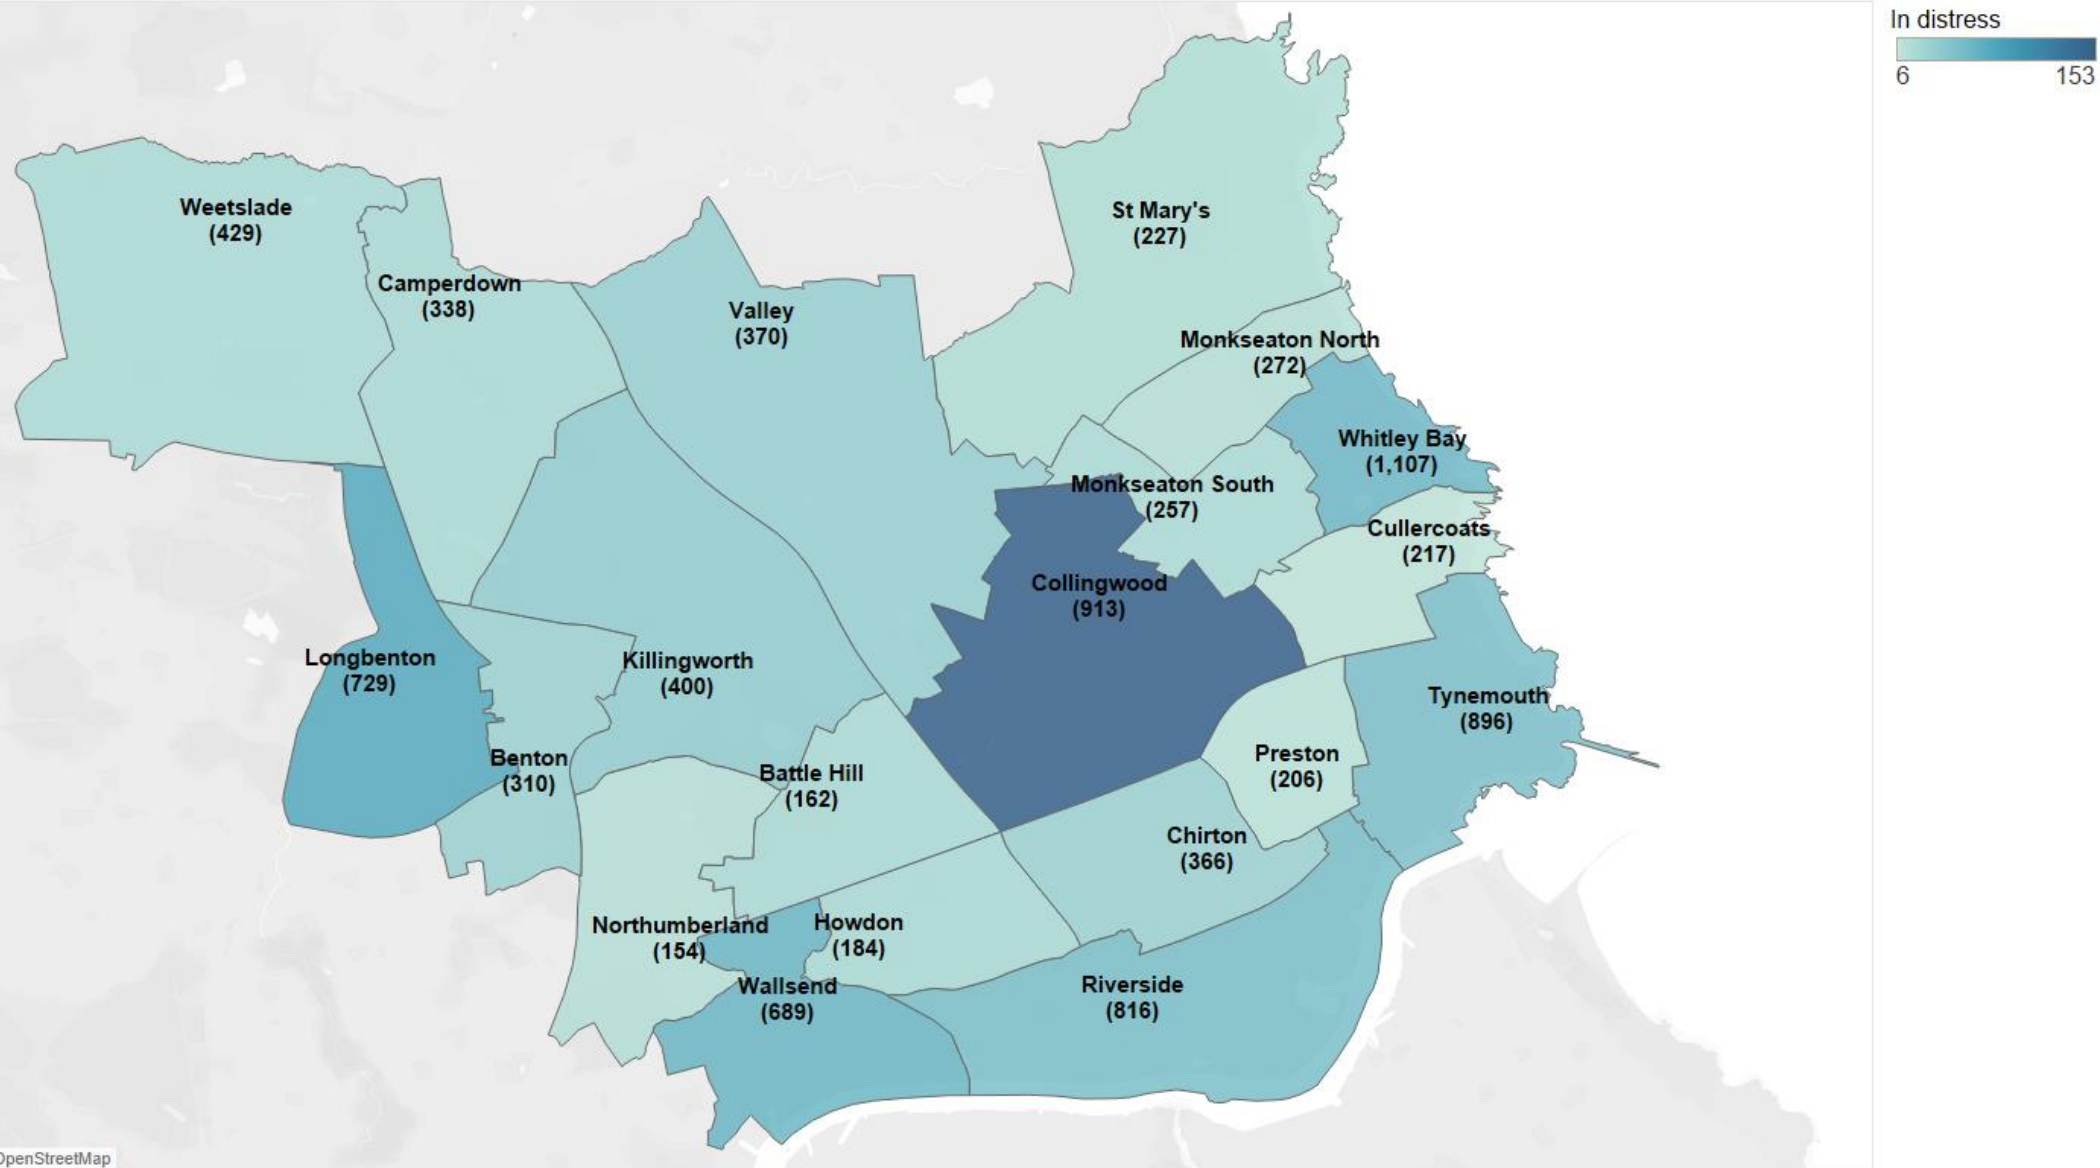 In distress
6 153
Weetslade
(429)
St Mary's
(227)
Camperdown
(338)
Valley
(370)
Monkseaton North
(272)
Whitley Bay
(1,107)
Monkseaton South
(257)
Cullercoats
(217)
Collingwood
(913)
Longbenton
(729)
Killingworth
(400)
Tynemouth
(896)
Benton
(310)
Preston
(206)
Battle Hill
(162)
Chirton
(366)
Northumberland
(154)
Howdon
(184)
Wallsend
(689)
Riverside
(816)
OpenStreetMap